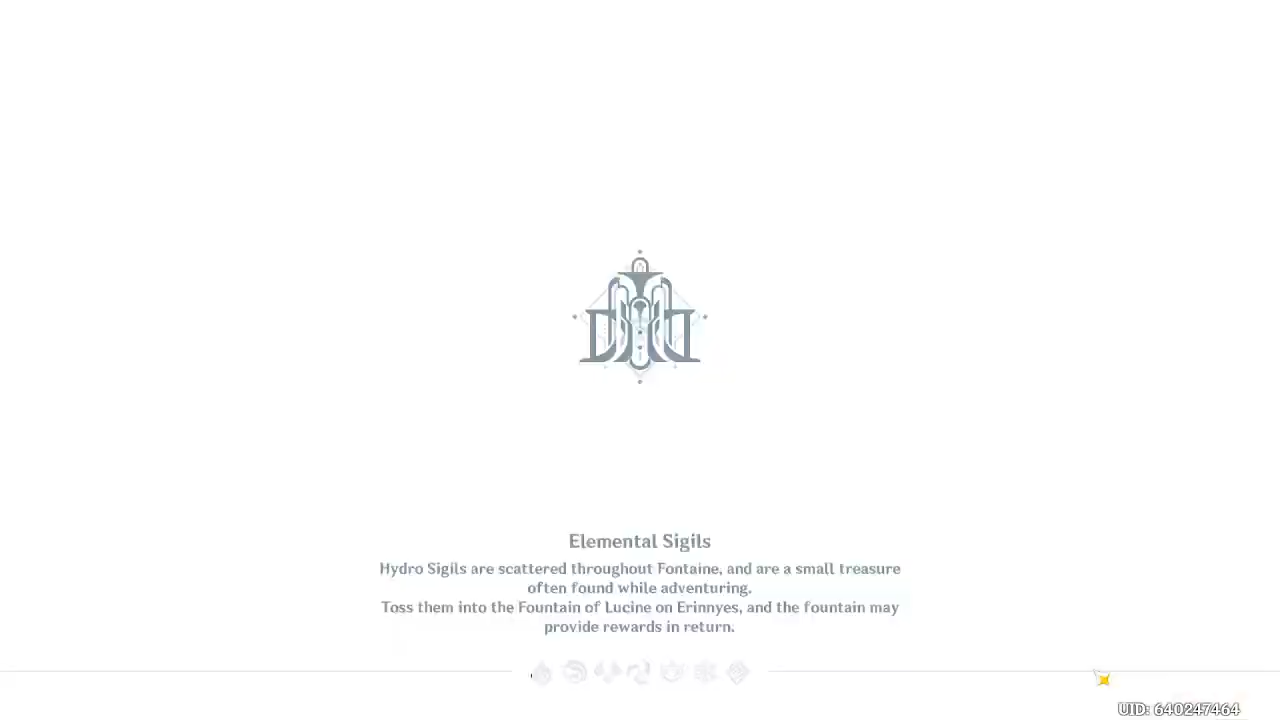 Elemental Sigils
Hydro Sigils are scattered throughout Fontaine, and are a small treasure
often found while adventuring.
Toss them into the Fountain of Lucine on Erinnyes, and the fountain may
provide rewards in return.
UID: 640247464